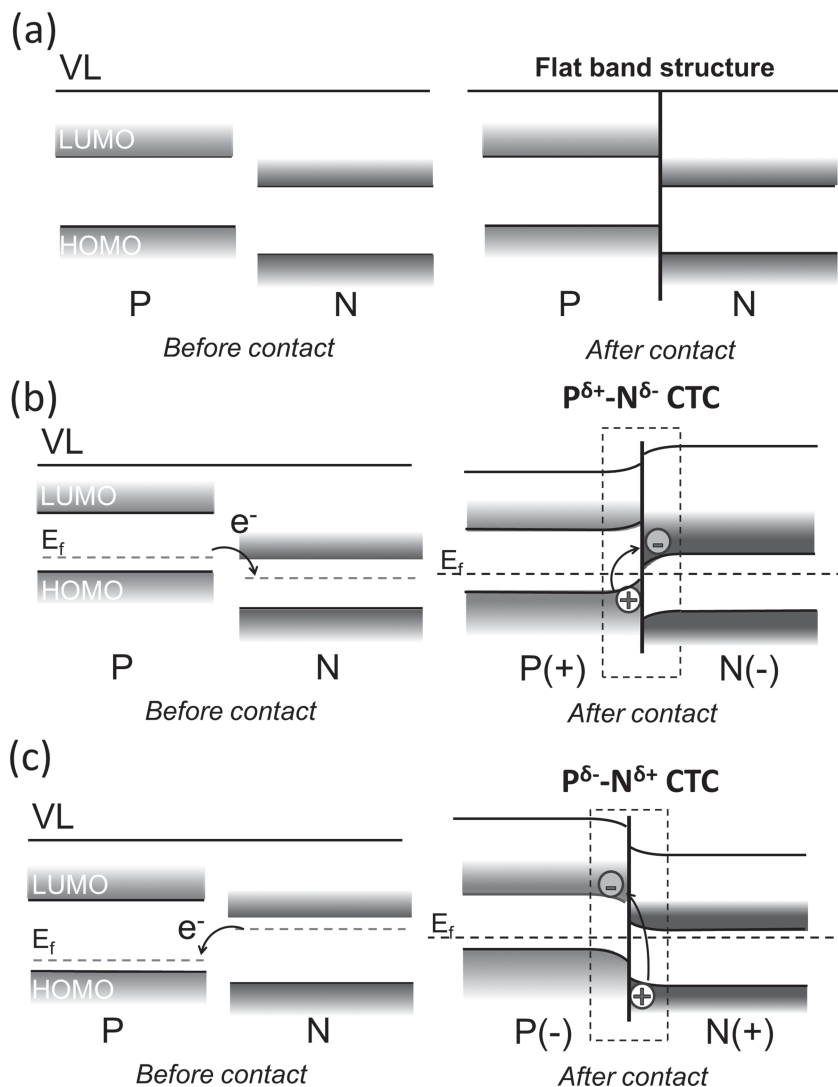 (a)
VL
Flat band structure
LUMO
HOMO
P N P N
Before contact After contact
(b)
Pδ+-Nδ- CTC
VL
LUMO
e-
Ef
HOMO
-
Ef
+
P N P(+) N(-)
Before contact After contact
(c)
Pδ--Nδ+ CTC
VL
LUMO
-
e-
Ef
Ef
HOMO
+
P N P(-) N(+)
Before contact After contact